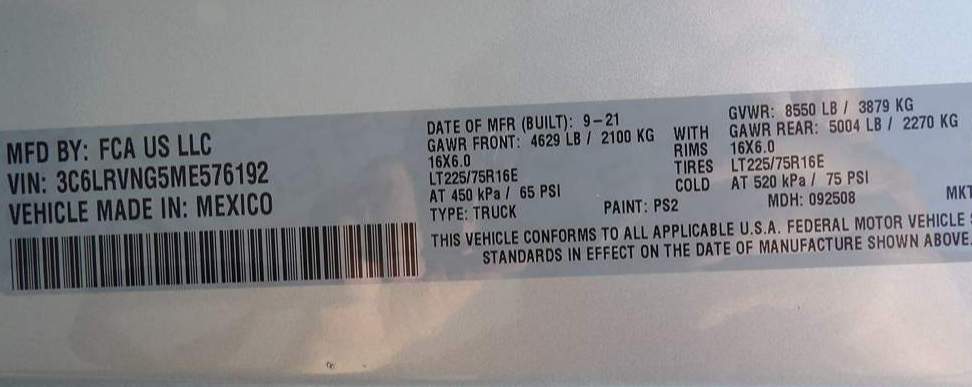 MFD BY: FCA US LLC
VIN: 3C6LRVNG5ME576192
VEHICLE MADE IN: MEXICO
DATE OF MFR (BUILT): 9-21
GAWR FRONT: 4629 LB / 2100 KG
16X6.0
LT225/75R16E
AT 450 kPa / 65 PSI
TYPE: TRUCK
PAINT: PS2
WITH
RIMS
TIRES
COLD
GVWR: 8550 LB / 3879 KG
GAWR REAR: 5004 LB / 2270 KG
16X6.0
LT225/75R16E
AT 520 kPa / 75 PSI
MDH: 092508
MKT
THIS VEHICLE CONFORMS TO ALL APPLICABLE U.S.A. FEDERAL MOTOR VEHICLE
STANDARDS IN EFFECT ON THE DATE OF MANUFACTURE SHOWN ABOVE.